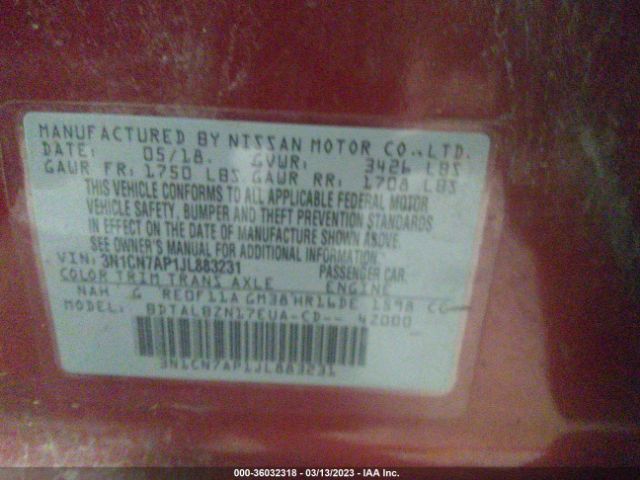 MANUFACTURED BY NISSAN MOTOR CO.,LTD.
DATE: 05/18. GVWR: 3426 LBS
GAWR FR: 1750 LBS GAWR RR: 1708 LBS
THIS VEHICLE CONFORMS TO ALL APPLICABLE FEDERAL MOTOR
VEHICLE SAFETY, BUMPER AND THEFT PREVENTION STANDARDS
IN EFFECT ON THE DATE OF MANUFACTURE SHOWN ABOVE.
SEE OWNER'S MANUAL FOR ADDITIONAL INFORMATION.
VIN: 3N1CN7AP1JL883231 PASSENGER CAR.
COLOR TRIM TRANS AXLE ENGINE
NAH G RE0F11A GM38 HR16DE 1598 CC
MODEL: BDTALBZN17EUA-CD-- 42000
3N1CN7AP1JL883231
000-36032318 - 03/13/2023 - IAA Inc.